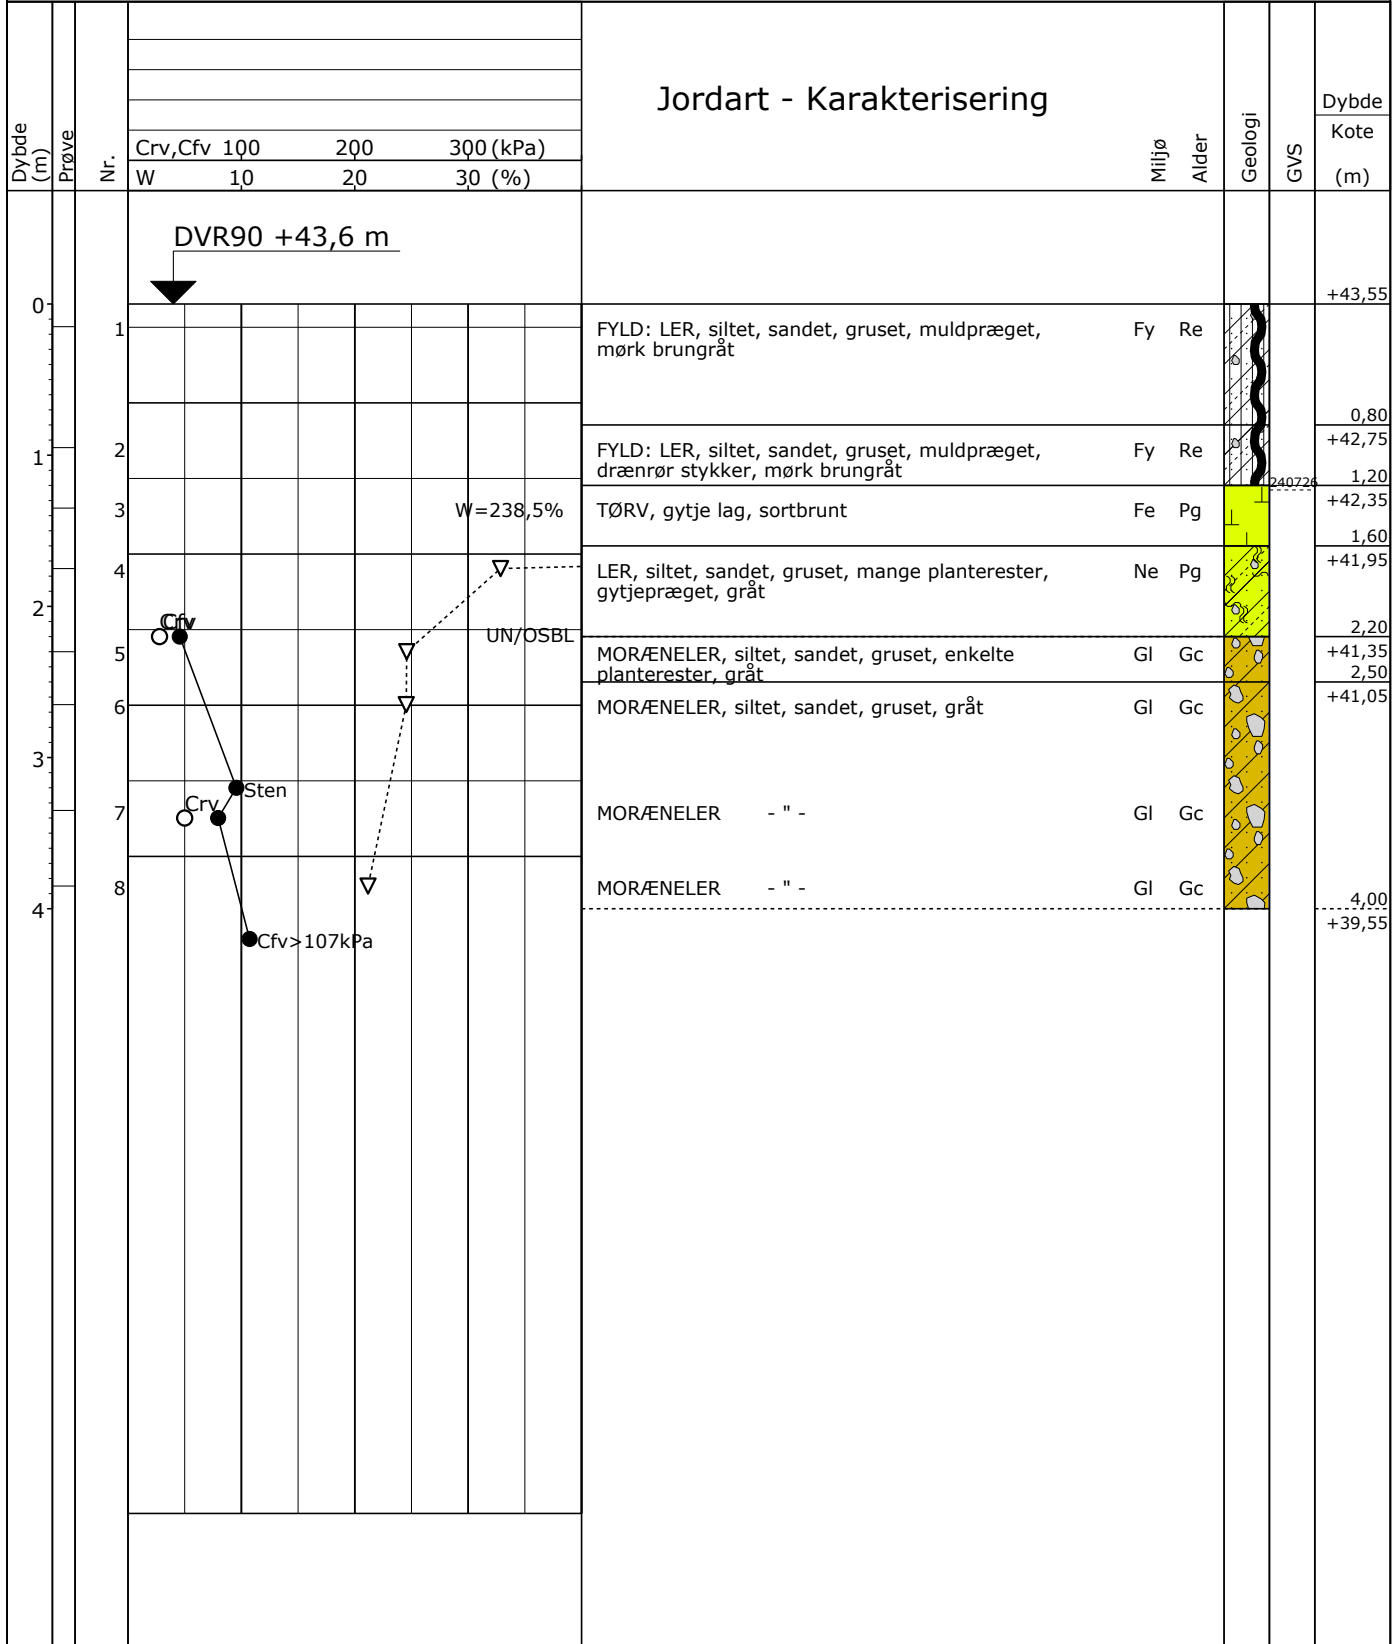 Jordart - Karakterisering
Dybde (m)
Prøve
Nr.
Crv,Cfv 100 200 300 (kPa)
W 10 20 30 (%)
Miljø
Alder
Geologi
GVS
Dybde
Kote
(m)
DVR90 +43,6 m
0
+43,55
1 FYLD: LER, siltet, sandet, gruset, muldpræget, Fy Re
mørk brungråt
0,80
+42,75
1
2 FYLD: LER, siltet, sandet, gruset, muldpræget, Fy Re
drænrør stykker, mørk brungråt
1,20
240726
+42,35
3 W=238,5% TØRV, gytje lag, sortbrunt Fe Pg
1,60
+41,95
4 LER, siltet, sandet, gruset, mange planterester, Ne Pg
gytjepræget, gråt
2
Crv Cfv
UN/OSBL
2,20
+41,35
5 MORÆNELER, siltet, sandet, gruset, enkelte Gl Gc
planterester, gråt
2,50
+41,05
6 MORÆNELER, siltet, sandet, gruset, gråt Gl Gc
3
Sten
Crv
7 MORÆNELER - " - Gl Gc
8 MORÆNELER - " - Gl Gc
4
4,00
+39,55
Cfv>107kPa